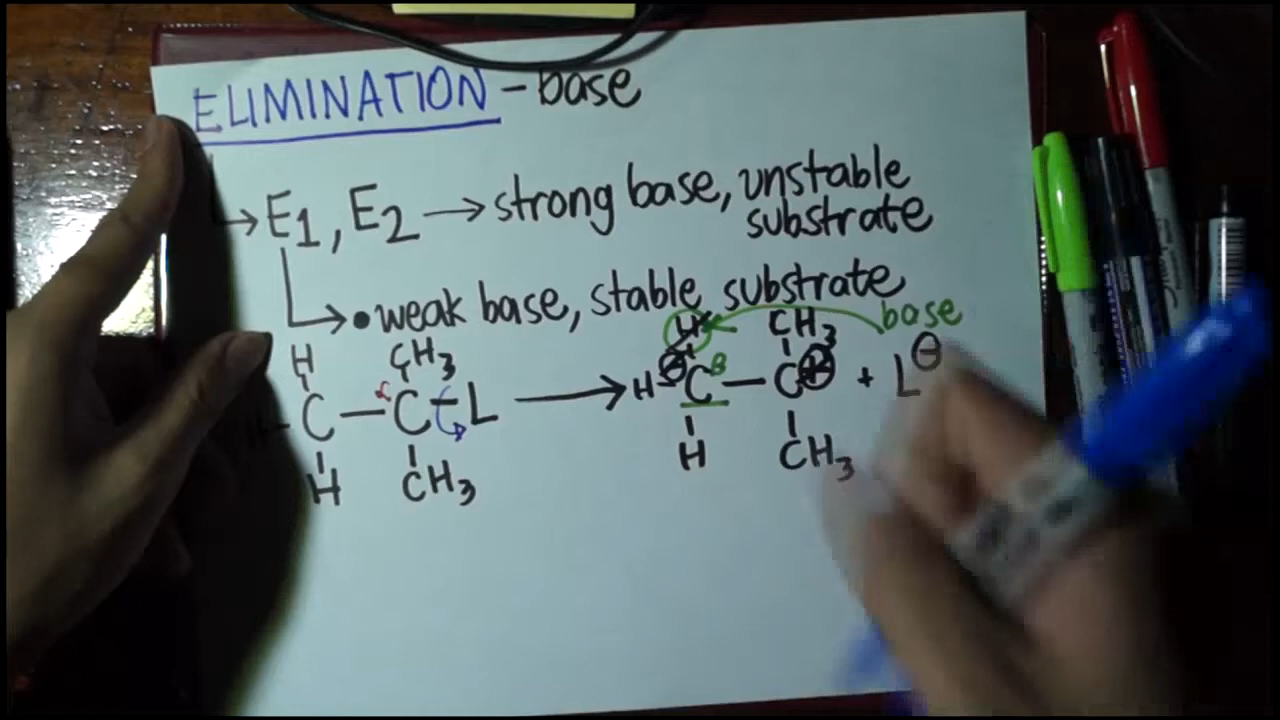 ELIMINATION - base
→ E1, E2 → strong base, unstable
substrate
→ • weak base, stable substrate
base
H CH3 H CH3
C — C — L → H ⊖ C β — C ⊕ + L ⊖
H CH3 H CH3